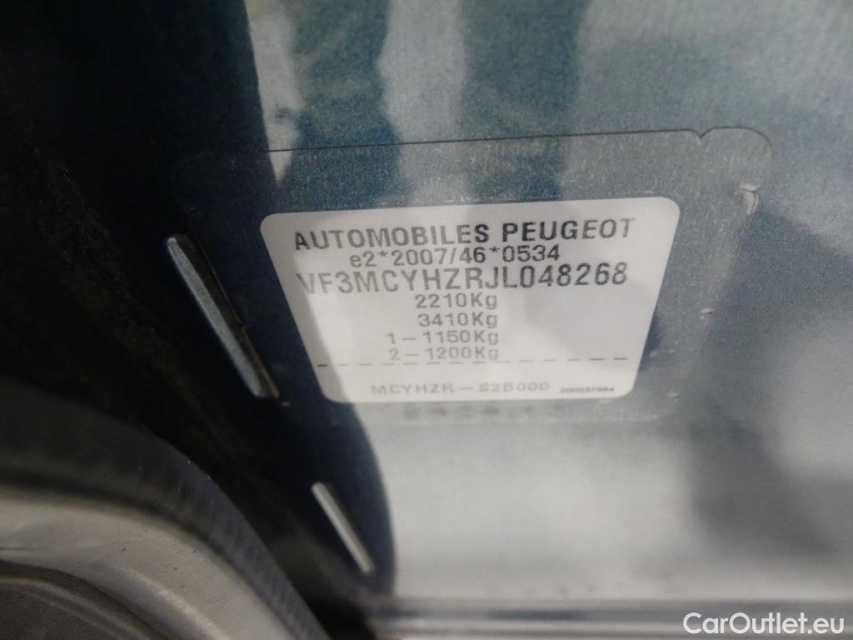 AUTOMOBILES PEUGEOT
e2*2007/46*0534
VF3MCYHZRJL048268
2210Kg
3410Kg
1-1150Kg
2-1200Kg
MCYHZR-S2B000
CarOutlet.eu